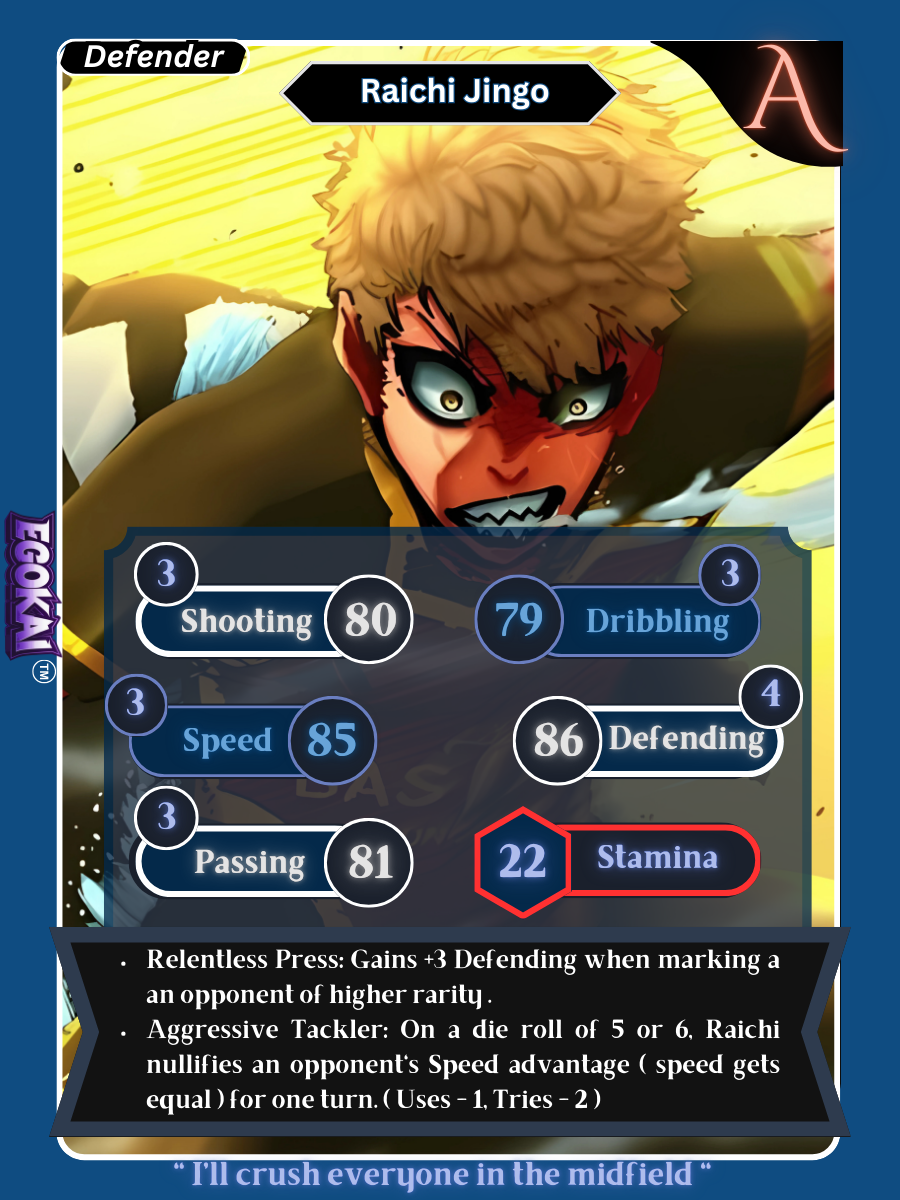 Defender
Raichi Jingo
A
EGOKAI
TM
3
Shooting 80
3
79 Dribbling
3
Speed 85
4
86 Defending
3
Passing 81
22 Stamina
• Relentless Press: Gains +3 Defending when marking a
an opponent of higher rarity .
• Aggressive Tackler: On a die roll of 5 or 6, Raichi
nullifies an opponent's Speed advantage ( speed gets
equal ) for one turn. ( Uses - 1, Tries - 2 )
" I'll crush everyone in the midfield "